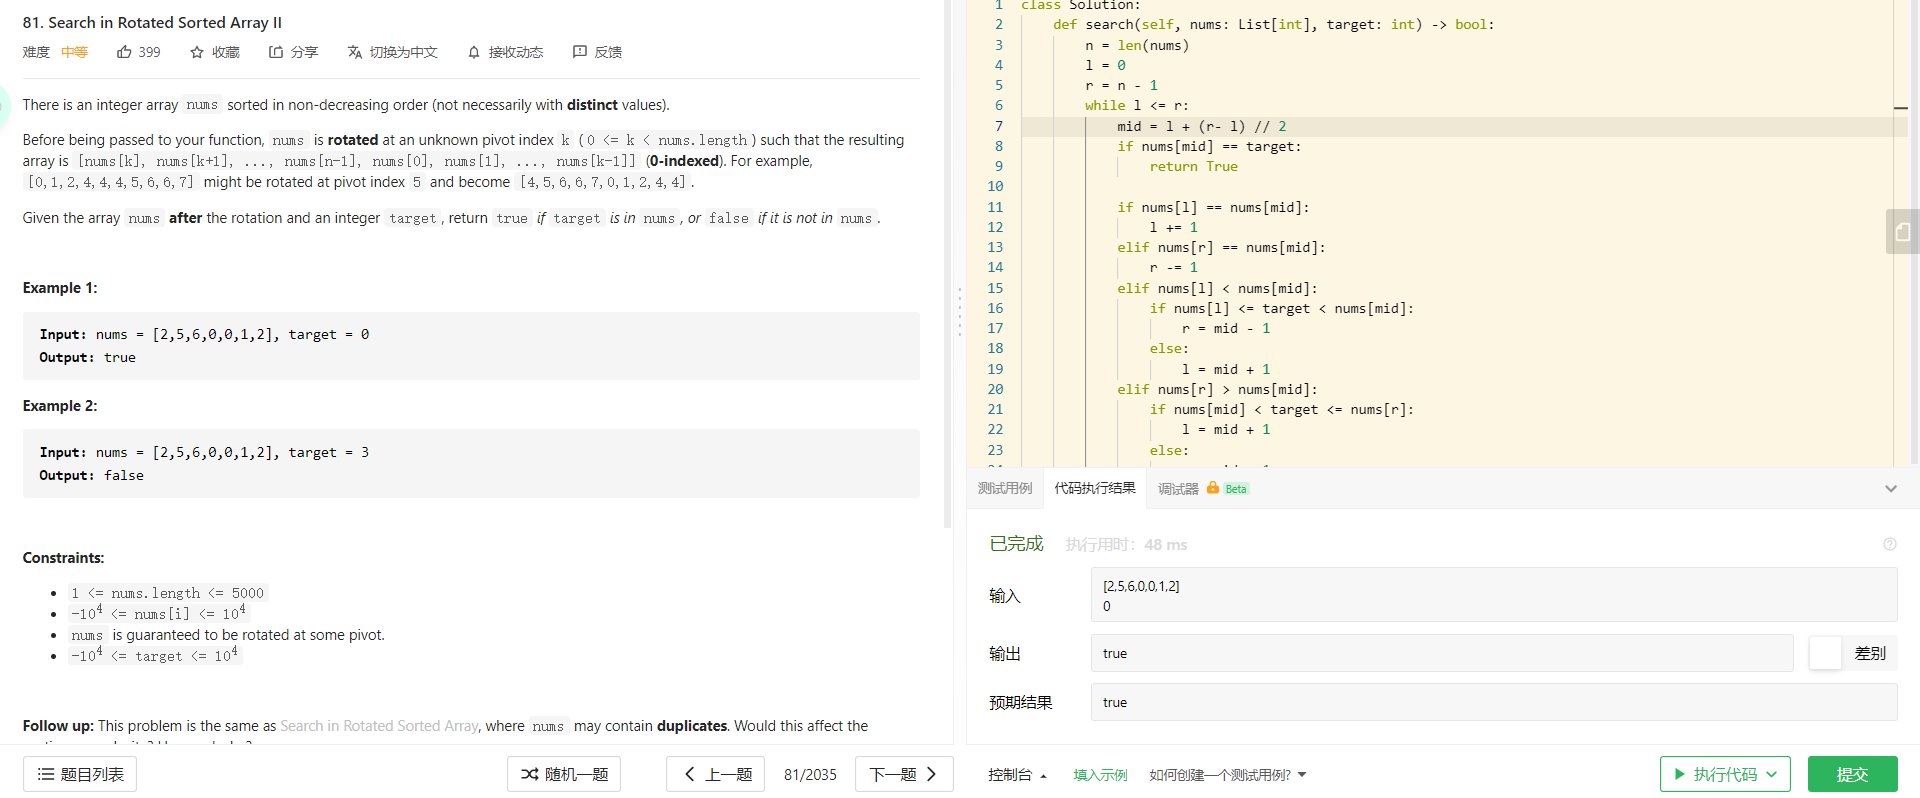 81. Search in Rotated Sorted Array II
难度 中等 399 收藏 分享 切换为中文 接收动态 反馈
There is an integer array nums sorted in non-decreasing order (not necessarily with distinct values).
Before being passed to your function, nums is rotated at an unknown pivot index k (0 <= k < nums.length) such that the resulting
array is [nums[k], nums[k+1], ..., nums[n-1], nums[0], nums[1], ..., nums[k-1]] (0-indexed). For example,
[0,1,2,4,4,4,5,6,6,7] might be rotated at pivot index 5 and become [4,5,6,6,7,0,1,2,4,4].
Given the array nums after the rotation and an integer target, return true if target is in nums, or false if it is not in nums.
Example 1:
Input: nums = [2,5,6,0,0,1,2], target = 0
Output: true
Example 2:
Input: nums = [2,5,6,0,0,1,2], target = 3
Output: false
Constraints:
• 1 <= nums.length <= 5000
• -10⁴ <= nums[i] <= 10⁴
• nums is guaranteed to be rotated at some pivot.
• -10⁴ <= target <= 10⁴
Follow up: This problem is the same as Search in Rotated Sorted Array, where nums may contain duplicates. Would this affect the
题目列表 随机一题 上一题 81/2035 下一题
1 class Solution:
2 def search(self, nums: List[int], target: int) -> bool:
3 n = len(nums)
4 l = 0
5 r = n - 1
6 while l <= r:
7 mid = l + (r- l) // 2
8 if nums[mid] == target:
9 return True
10
11 if nums[l] == nums[mid]:
12 l += 1
13 elif nums[r] == nums[mid]:
14 r -= 1
15 elif nums[l] < nums[mid]:
16 if nums[l] <= target < nums[mid]:
17 r = mid - 1
18 else:
19 l = mid + 1
20 elif nums[r] > nums[mid]:
21 if nums[mid] < target <= nums[r]:
22 l = mid + 1
23 else:
测试用例 代码执行结果 调试器 Beta
已完成 执行用时: 48 ms
输入 [2,5,6,0,0,1,2]
0
输出 true 差别
预期结果 true
控制台 填入示例 如何创建一个测试用例? 执行代码 提交